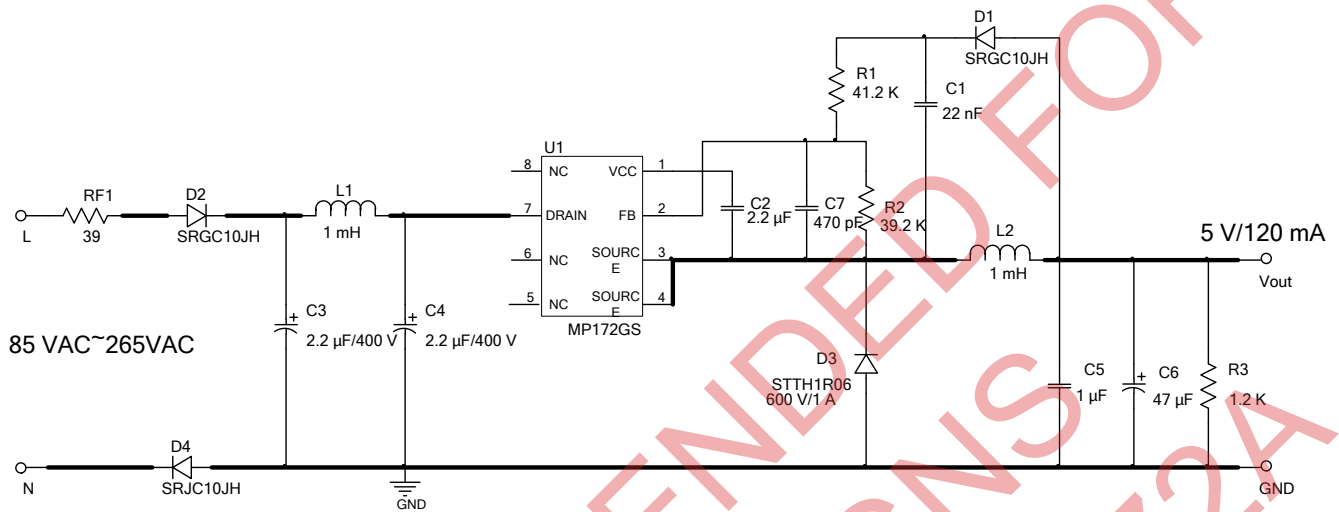 D1
SRGC10JH
R1
41.2 K
C1
22 nF
U1
8 NC VCC 1
7 DRAIN FB 2
6 NC SOURC
E 3
5 NC SOURC
E 4
MP172GS
C2
2.2 µF
C7
470 pF
R2
39.2 K
RF1
39
L
D2
SRGC10JH
L1
1 mH
L2
1 mH
5 V/120 mA
Vout
C3
+
2.2 µF/400 V
C4
+
2.2 µF/400 V
85 VAC~265VAC
D3
STTH1R06
600 V/1 A
C5
1 µF
+
C6
47 µF
R3
1.2 K
N
D4
SRJC10JH
GND
GND